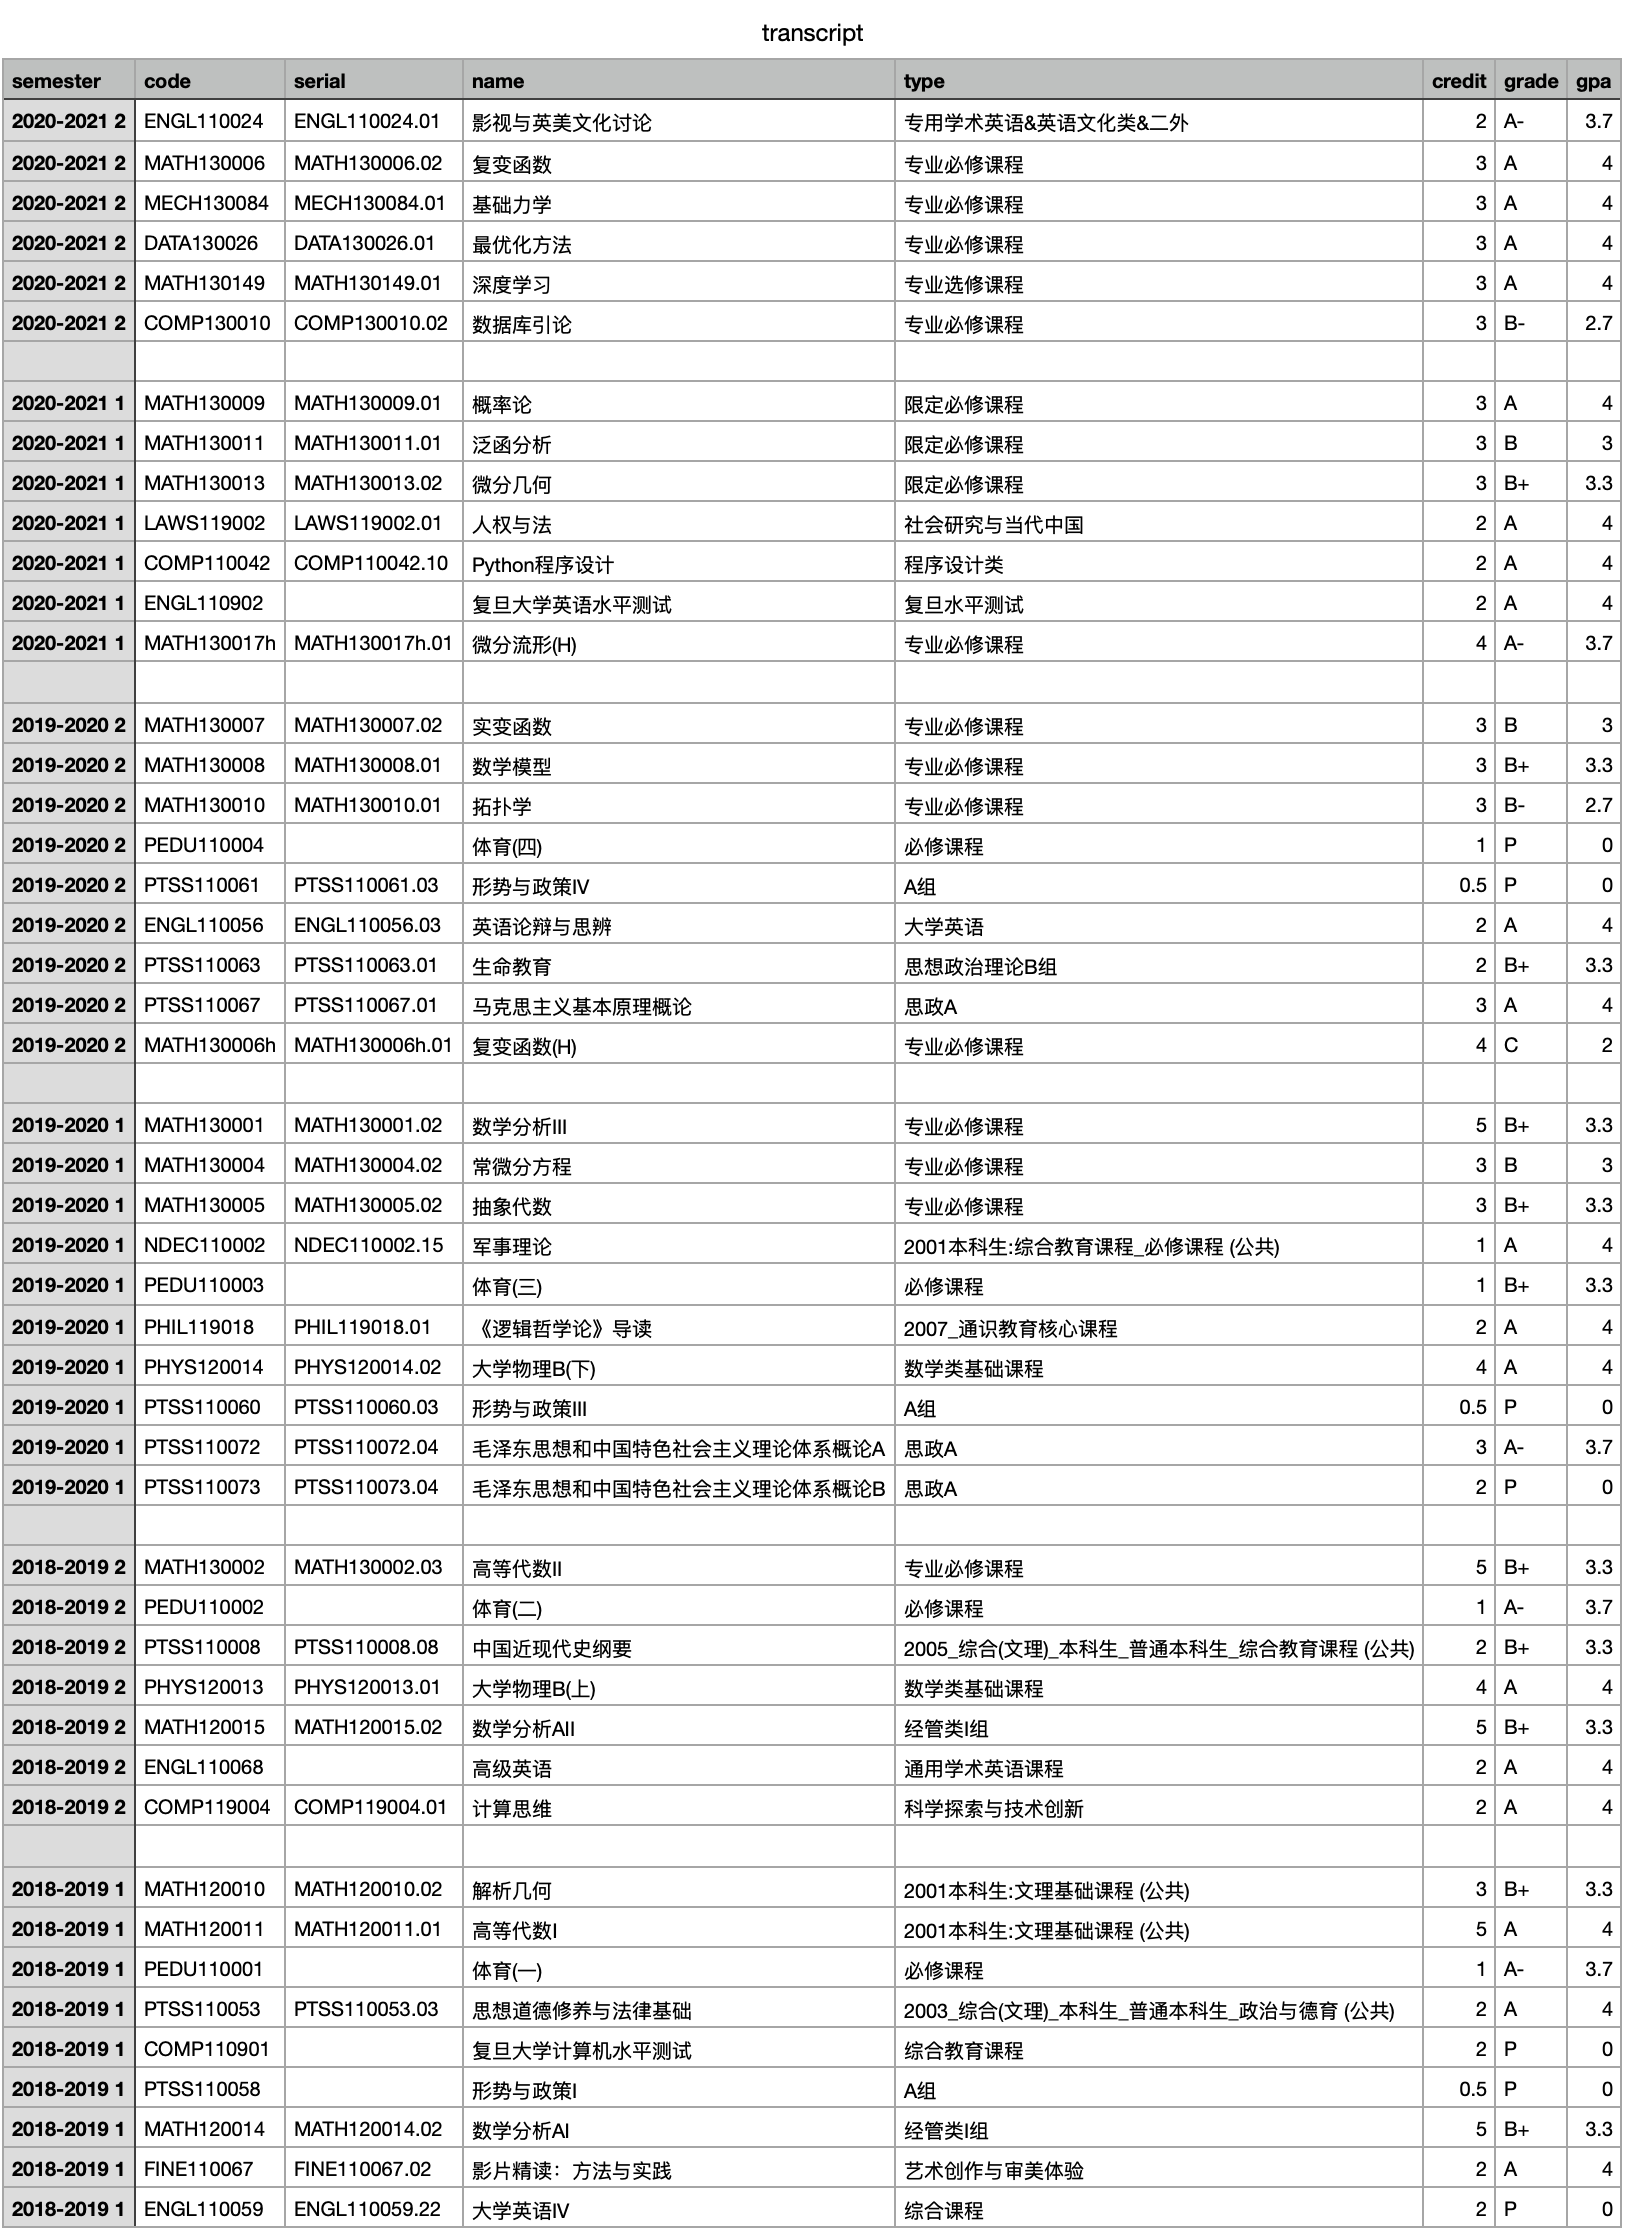 transcript
semester code serial name type credit grade gpa
2020-2021 2 ENGL110024 ENGL110024.01 影视与英美文化讨论 专用学术英语&英语文化类&二外 2 A- 3.7
2020-2021 2 MATH130006 MATH130006.02 复变函数 专业必修课程 3 A 4
2020-2021 2 MECH130084 MECH130084.01 基础力学 专业必修课程 3 A 4
2020-2021 2 DATA130026 DATA130026.01 最优化方法 专业必修课程 3 A 4
2020-2021 2 MATH130149 MATH130149.01 深度学习 专业选修课程 3 A 4
2020-2021 2 COMP130010 COMP130010.02 数据库引论 专业必修课程 3 B- 2.7
2020-2021 1 MATH130009 MATH130009.01 概率论 限定必修课程 3 A 4
2020-2021 1 MATH130011 MATH130011.01 泛函分析 限定必修课程 3 B 3
2020-2021 1 MATH130013 MATH130013.02 微分几何 限定必修课程 3 B+ 3.3
2020-2021 1 LAWS119002 LAWS119002.01 人权与法 社会研究与当代中国 2 A 4
2020-2021 1 COMP110042 COMP110042.10 Python程序设计 程序设计类 2 A 4
2020-2021 1 ENGL110902 复旦大学英语水平测试 复旦水平测试 2 A 4
2020-2021 1 MATH130017h MATH130017h.01 微分流形(H) 专业必修课程 4 A- 3.7
2019-2020 2 MATH130007 MATH130007.02 实变函数 专业必修课程 3 B 3
2019-2020 2 MATH130008 MATH130008.01 数学模型 专业必修课程 3 B+ 3.3
2019-2020 2 MATH130010 MATH130010.01 拓扑学 专业必修课程 3 B- 2.7
2019-2020 2 PEDU110004 体育(四) 必修课程 1 P 0
2019-2020 2 PTSS110061 PTSS110061.03 形势与政策IV A组 0.5 P 0
2019-2020 2 ENGL110056 ENGL110056.03 英语论辩与思辨 大学英语 2 A 4
2019-2020 2 PTSS110063 PTSS110063.01 生命教育 思想政治理论B组 2 B+ 3.3
2019-2020 2 PTSS110067 PTSS110067.01 马克思主义基本原理概论 思政A 3 A 4
2019-2020 2 MATH130006h MATH130006h.01 复变函数(H) 专业必修课程 4 C 2
2019-2020 1 MATH130001 MATH130001.02 数学分析III 专业必修课程 5 B+ 3.3
2019-2020 1 MATH130004 MATH130004.02 常微分方程 专业必修课程 3 B 3
2019-2020 1 MATH130005 MATH130005.02 抽象代数 专业必修课程 3 B+ 3.3
2019-2020 1 NDEC110002 NDEC110002.15 军事理论 2001本科生:综合教育课程_必修课程 (公共) 1 A 4
2019-2020 1 PEDU110003 体育(三) 必修课程 1 B+ 3.3
2019-2020 1 PHIL119018 PHIL119018.01 《逻辑哲学论》导读 2007_通识教育核心课程 2 A 4
2019-2020 1 PHYS120014 PHYS120014.02 大学物理B(下) 数学类基础课程 4 A 4
2019-2020 1 PTSS110060 PTSS110060.03 形势与政策III A组 0.5 P 0
2019-2020 1 PTSS110072 PTSS110072.04 毛泽东思想和中国特色社会主义理论体系概论A 思政A 3 A- 3.7
2019-2020 1 PTSS110073 PTSS110073.04 毛泽东思想和中国特色社会主义理论体系概论B 思政A 2 P 0
2018-2019 2 MATH130002 MATH130002.03 高等代数II 专业必修课程 5 B+ 3.3
2018-2019 2 PEDU110002 体育(二) 必修课程 1 A- 3.7
2018-2019 2 PTSS110008 PTSS110008.08 中国近现代史纲要 2005_综合(文理)_本科生_普通本科生_综合教育课程 (公共) 2 B+ 3.3
2018-2019 2 PHYS120013 PHYS120013.01 大学物理B(上) 数学类基础课程 4 A 4
2018-2019 2 MATH120015 MATH120015.02 数学分析AII 经管类I组 5 B+ 3.3
2018-2019 2 ENGL110068 高级英语 通用学术英语课程 2 A 4
2018-2019 2 COMP119004 COMP119004.01 计算思维 科学探索与技术创新 2 A 4
2018-2019 1 MATH120010 MATH120010.02 解析几何 2001本科生:文理基础课程 (公共) 3 B+ 3.3
2018-2019 1 MATH120011 MATH120011.01 高等代数I 2001本科生:文理基础课程 (公共) 5 A 4
2018-2019 1 PEDU110001 体育(一) 必修课程 1 A- 3.7
2018-2019 1 PTSS110053 PTSS110053.03 思想道德修养与法律基础 2003_综合(文理)_本科生_普通本科生_政治与德育 (公共) 2 A 4
2018-2019 1 COMP110901 复旦大学计算机水平测试 综合教育课程 2 P 0
2018-2019 1 PTSS110058 形势与政策I A组 0.5 P 0
2018-2019 1 MATH120014 MATH120014.02 数学分析AI 经管类I组 5 B+ 3.3
2018-2019 1 FINE110067 FINE110067.02 影片精读：方法与实践 艺术创作与审美体验 2 A 4
2018-2019 1 ENGL110059 ENGL110059.22 大学英语IV 综合课程 2 P 0